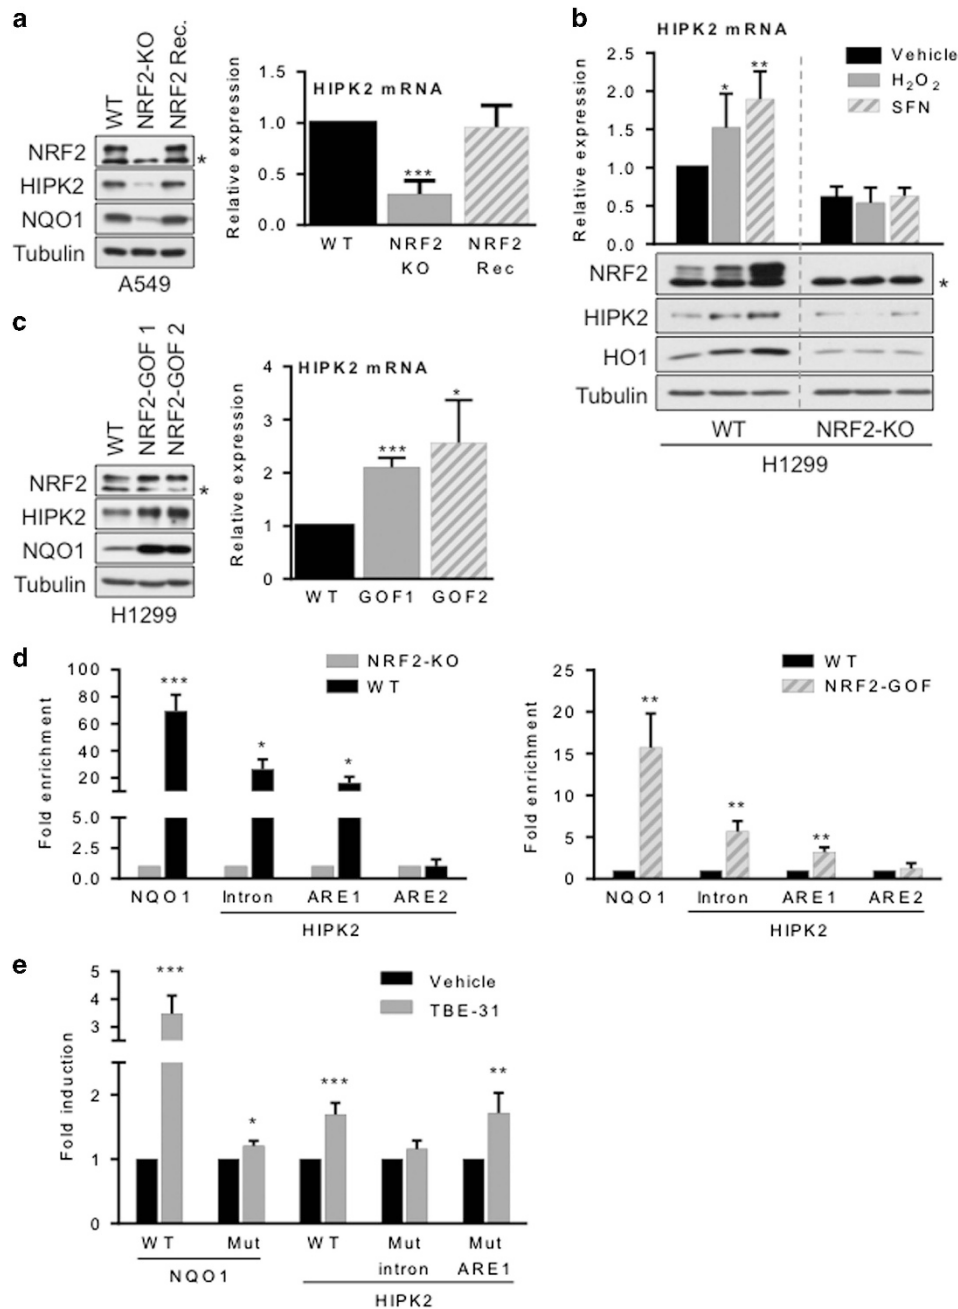 a
WT
NRF2-KO
NRF2 Rec.
NRF2
*
HIPK2
NQO1
Tubulin
A549
HIPK2 mRNA
Relative expression
1.5
1.0
0.5
0.0
***
WT
NRF2 KO
NRF2 Rec
b
HIPK2 mRNA
Relative expression
2.5
2.0
1.5
1.0
0.5
0.0
* **
Vehicle
H₂O₂
SFN
NRF2
*
HIPK2
HO1
Tubulin
WT NRF2-KO
H1299
c
WT
NRF2-GOF 1
NRF2-GOF 2
NRF2
*
HIPK2
NQO1
Tubulin
H1299
HIPK2 mRNA
Relative expression
4
3
2
1
0
*** *
WT GOF1 GOF2
d
Fold enrichment
100
80
60
40
20
5.0
2.5
0.0
*** * *
NRF2-KO
WT
NQO1 Intron ARE1 ARE2
HIPK2
Fold enrichment
25
20
15
10
5
0
** ** **
WT
NRF2-GOF
NQO1 Intron ARE1 ARE2
HIPK2
e
Fold induction
5
4
3
2
1
0
*** * *** **
Vehicle
TBE-31
WT Mut WT Mut intron Mut ARE1
NQO1
HIPK2